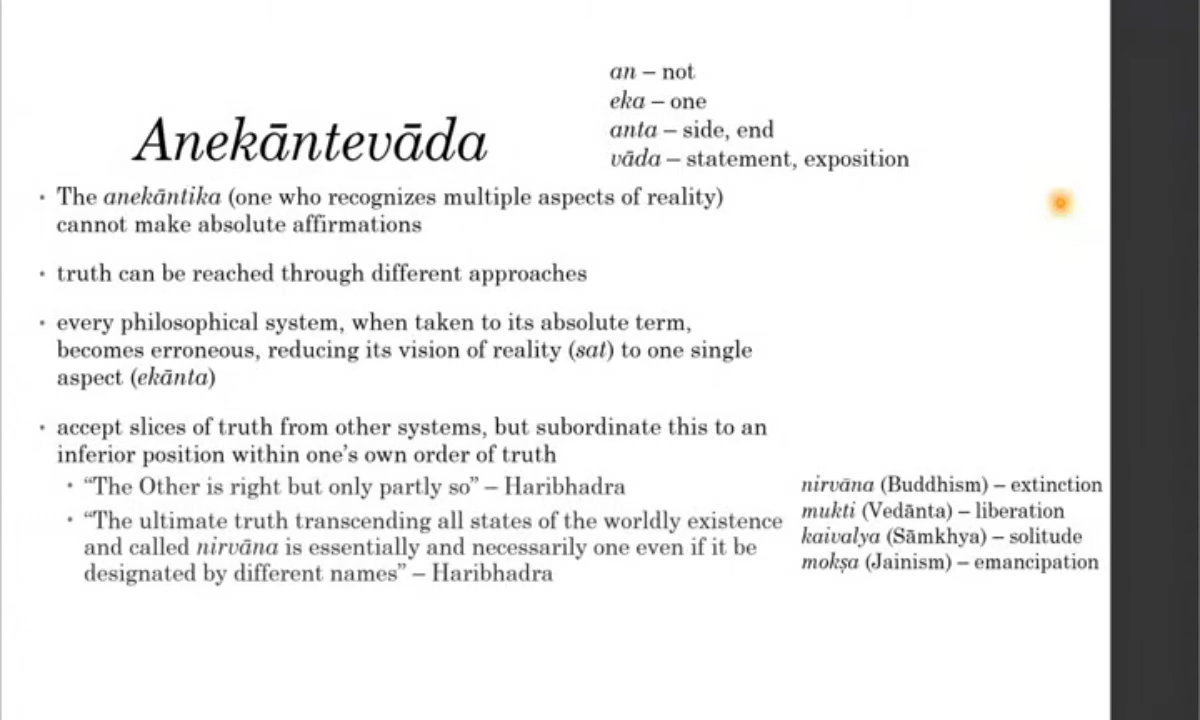 an – not
eka – one
anta – side, end
vāda – statement, exposition
Anekāntevāda
• The anekāntika (one who recognizes multiple aspects of reality)
cannot make absolute affirmations
• truth can be reached through different approaches
• every philosophical system, when taken to its absolute term,
becomes erroneous, reducing its vision of reality (sat) to one single
aspect (ekānta)
• accept slices of truth from other systems, but subordinate this to an
inferior position within one’s own order of truth
• “The Other is right but only partly so” – Haribhadra
• “The ultimate truth transcending all states of the worldly existence
and called nirvāna is essentially and necessarily one even if it be
designated by different names” – Haribhadra
nirvāna (Buddhism) – extinction
mukti (Vedānta) – liberation
kaivalya (Sāmkhya) – solitude
mokṣa (Jainism) – emancipation